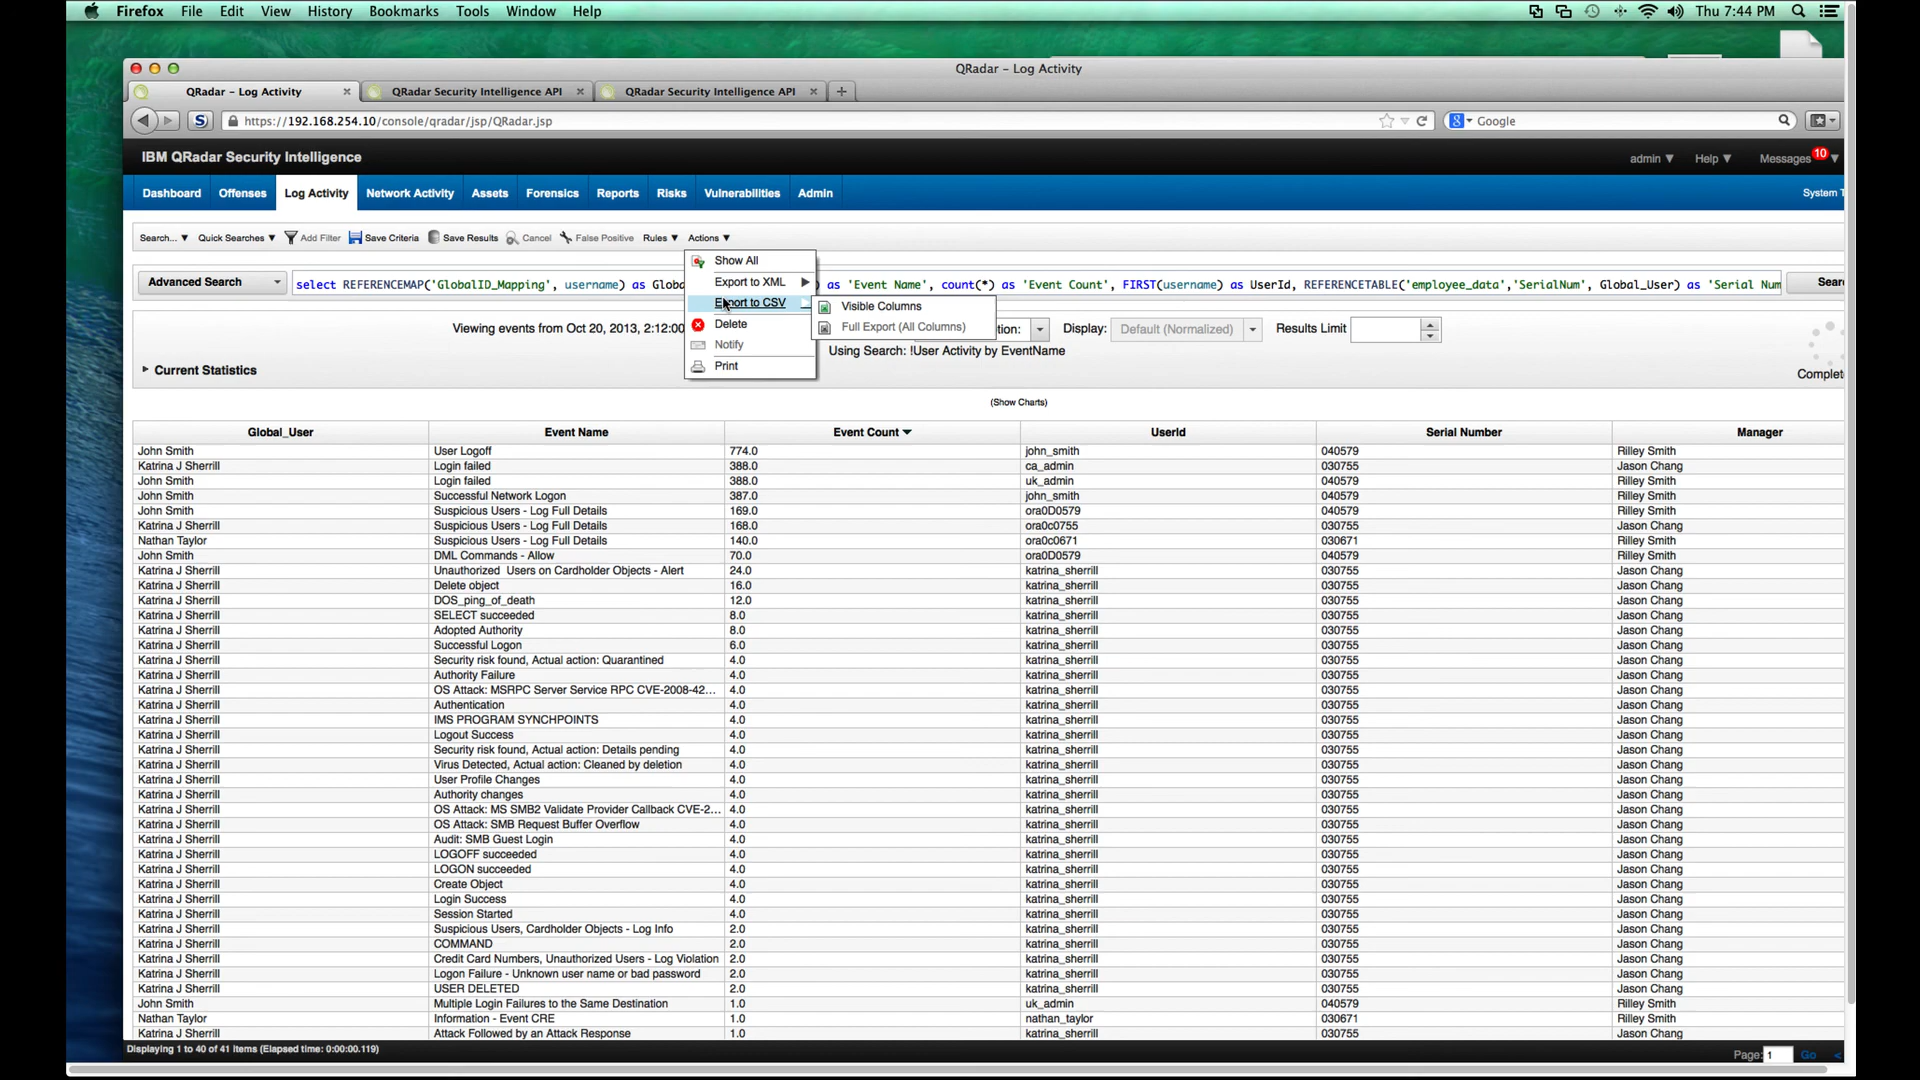 Firefox File Edit View History Bookmarks Tools Window Help Thu 7:44 PM
QRadar – Log Activity
QRadar – Log Activity QRadar Security Intelligence API QRadar Security Intelligence API
https://192.168.254.10/console/qradar/jsp/QRadar.jsp Google
IBM QRadar Security Intelligence admin Help Messages 10
Dashboard Offenses Log Activity Network Activity Assets Forensics Reports Risks Vulnerabilities Admin System T
Search... Quick Searches Add Filter Save Criteria Save Results Cancel False Positive Rules Actions
Show All
Advanced Search select REFERENCEMAP('GlobalID_Mapping', username) as Globa Export to XML ) as 'Event Name', count(*) as 'Event Count', FIRST(username) as UserId, REFERENCETABLE('employee_data','SerialNum', Global_User) as 'Serial Num Sear
Export to CSV Visible Columns
Delete Full Export (All Columns)
Viewing events from Oct 20, 2013, 2:12:00 tion: Display: Default (Normalized) Results Limit
Notify
Using Search: !User Activity by EventName
Print
Current Statistics Complet
(Show Charts)
Global_User Event Name Event Count UserId Serial Number Manager
John Smith User Logoff 774.0 john_smith 040579 Rilley Smith
Katrina J Sherrill Login failed 388.0 ca_admin 030755 Jason Chang
John Smith Login failed 388.0 uk_admin 040579 Rilley Smith
John Smith Successful Network Logon 387.0 john_smith 040579 Rilley Smith
John Smith Suspicious Users - Log Full Details 169.0 ora0D0579 040579 Rilley Smith
Katrina J Sherrill Suspicious Users - Log Full Details 168.0 ora0c0755 030755 Jason Chang
Nathan Taylor Suspicious Users - Log Full Details 140.0 ora0c0671 030671 Rilley Smith
John Smith DML Commands - Allow 70.0 ora0D0579 040579 Rilley Smith
Katrina J Sherrill Unauthorized Users on Cardholder Objects - Alert 24.0 katrina_sherrill 030755 Jason Chang
Katrina J Sherrill Delete object 16.0 katrina_sherrill 030755 Jason Chang
Katrina J Sherrill DOS_ping_of_death 12.0 katrina_sherrill 030755 Jason Chang
Katrina J Sherrill SELECT succeeded 8.0 katrina_sherrill 030755 Jason Chang
Katrina J Sherrill Adopted Authority 8.0 katrina_sherrill 030755 Jason Chang
Katrina J Sherrill Successful Logon 6.0 katrina_sherrill 030755 Jason Chang
Katrina J Sherrill Security risk found, Actual action: Quarantined 4.0 katrina_sherrill 030755 Jason Chang
Katrina J Sherrill Authority Failure 4.0 katrina_sherrill 030755 Jason Chang
Katrina J Sherrill OS Attack: MSRPC Server Service RPC CVE-2008-42... 4.0 katrina_sherrill 030755 Jason Chang
Katrina J Sherrill Authentication 4.0 katrina_sherrill 030755 Jason Chang
Katrina J Sherrill IMS PROGRAM SYNCHPOINTS 4.0 katrina_sherrill 030755 Jason Chang
Katrina J Sherrill Logout Success 4.0 katrina_sherrill 030755 Jason Chang
Katrina J Sherrill Security risk found, Actual action: Details pending 4.0 katrina_sherrill 030755 Jason Chang
Katrina J Sherrill Virus Detected, Actual action: Cleaned by deletion 4.0 katrina_sherrill 030755 Jason Chang
Katrina J Sherrill User Profile Changes 4.0 katrina_sherrill 030755 Jason Chang
Katrina J Sherrill Authority changes 4.0 katrina_sherrill 030755 Jason Chang
Katrina J Sherrill OS Attack: MS SMB2 Validate Provider Callback CVE-2... 4.0 katrina_sherrill 030755 Jason Chang
Katrina J Sherrill OS Attack: SMB Request Buffer Overflow 4.0 katrina_sherrill 030755 Jason Chang
Katrina J Sherrill Audit: SMB Guest Login 4.0 katrina_sherrill 030755 Jason Chang
Katrina J Sherrill LOGOFF succeeded 4.0 katrina_sherrill 030755 Jason Chang
Katrina J Sherrill LOGON succeeded 4.0 katrina_sherrill 030755 Jason Chang
Katrina J Sherrill Create Object 4.0 katrina_sherrill 030755 Jason Chang
Katrina J Sherrill Login Success 4.0 katrina_sherrill 030755 Jason Chang
Katrina J Sherrill Session Started 4.0 katrina_sherrill 030755 Jason Chang
Katrina J Sherrill Suspicious Users, Cardholder Objects - Log Info 2.0 katrina_sherrill 030755 Jason Chang
Katrina J Sherrill COMMAND 2.0 katrina_sherrill 030755 Jason Chang
Katrina J Sherrill Credit Card Numbers, Unauthorized Users - Log Violation 2.0 katrina_sherrill 030755 Jason Chang
Katrina J Sherrill Logon Failure - Unknown user name or bad password 2.0 katrina_sherrill 030755 Jason Chang
Katrina J Sherrill USER DELETED 2.0 katrina_sherrill 030755 Jason Chang
John Smith Multiple Login Failures to the Same Destination 1.0 uk_admin 040579 Rilley Smith
Nathan Taylor Information - Event CRE 1.0 nathan_taylor 030671 Rilley Smith
Katrina J Sherrill Attack Followed by an Attack Response 1.0 katrina_sherrill 030755 Jason Chang
Displaying 1 to 40 of 41 items (Elapsed time: 0:00:00.119)
Page: 1 Go <